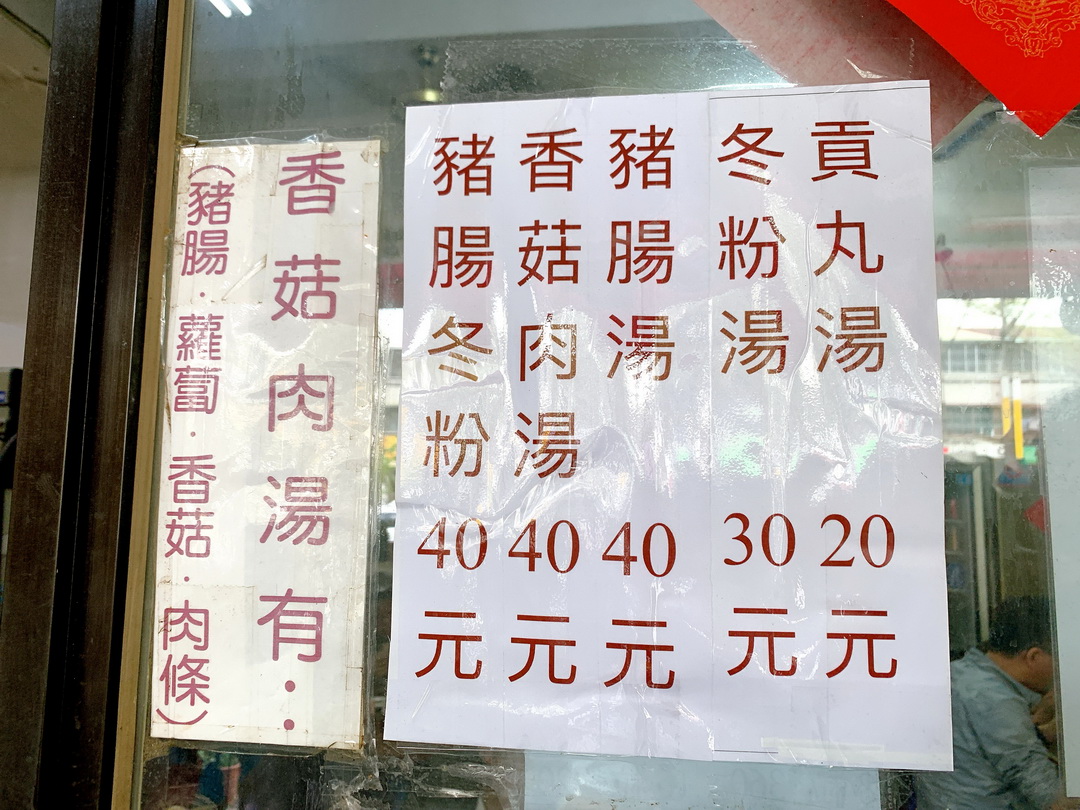 貢丸湯 20元
冬粉湯 30元
豬腸湯 40元
香菇肉湯 40元
豬腸冬粉 40元
香菇肉湯有：
（豬腸．蘿蔔．香菇．肉條）